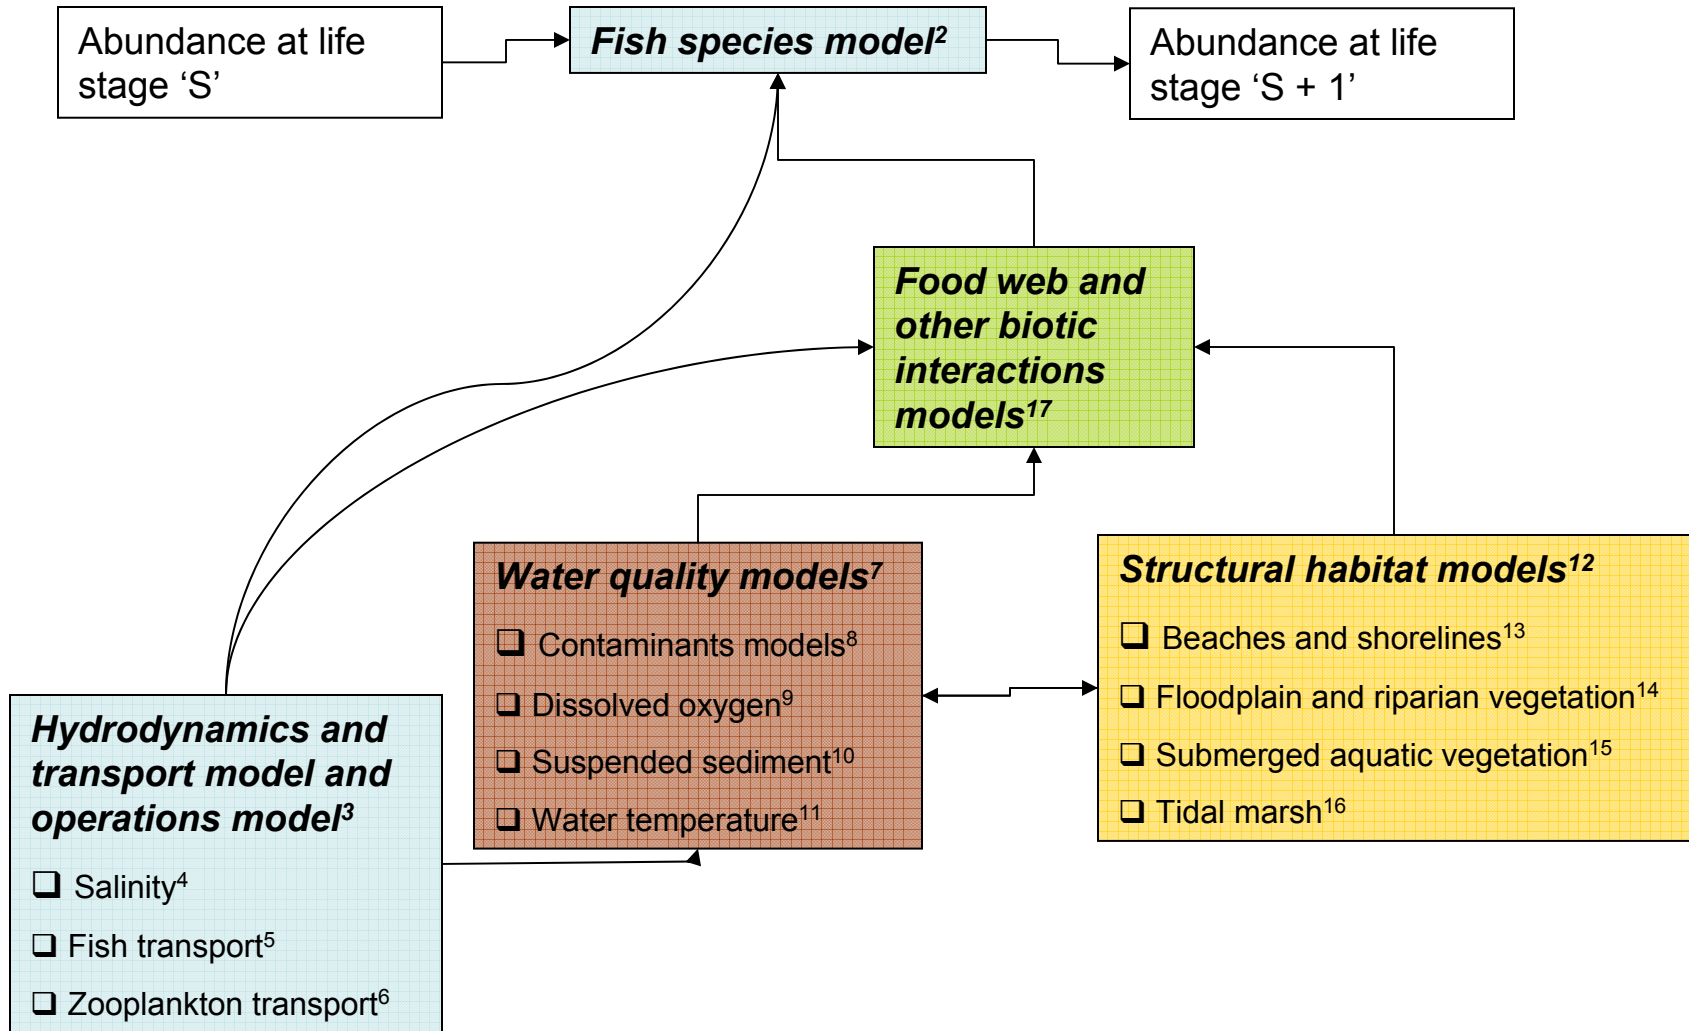 Abundance at life
stage ‘S’
Fish species model²
Abundance at life
stage ‘S + 1’
Food web and
other biotic
interactions
models¹⁷
Water quality models⁷
❑ Contaminants models⁸
❑ Dissolved oxygen⁹
❑ Suspended sediment¹⁰
❑ Water temperature¹¹
Structural habitat models¹²
❑ Beaches and shorelines¹³
❑ Floodplain and riparian vegetation¹⁴
❑ Submerged aquatic vegetation¹⁵
❑ Tidal marsh¹⁶
Hydrodynamics and
transport model and
operations model³
❑ Salinity⁴
❑ Fish transport⁵
❑ Zooplankton transport⁶